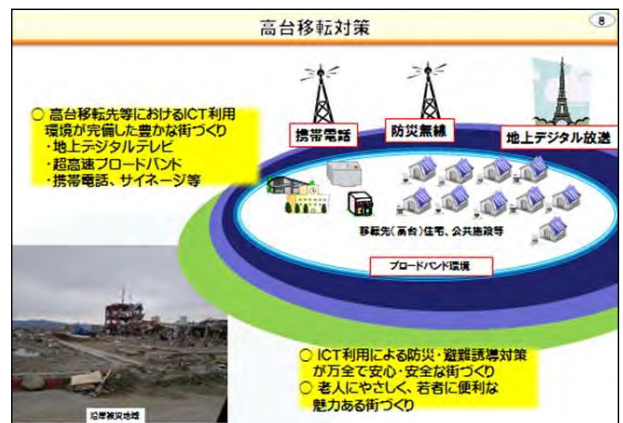 高台移転対策
8
○ 高台移転先等におけるICT利用
環境が完備した豊かな街づくり
・地上デジタルテレビ
・超高速ブロードバンド
・携帯電話、サイネージ等
携帯電話
防災無線
地上デジタル放送
移転先(高台)住宅、公共施設等
ブロードバンド環境
○ ICT利用による防災・避難誘導対策
が万全で安心・安全な街づくり
○ 老人にやさしく、若者に便利な
魅力ある街づくり
沿岸被災地域